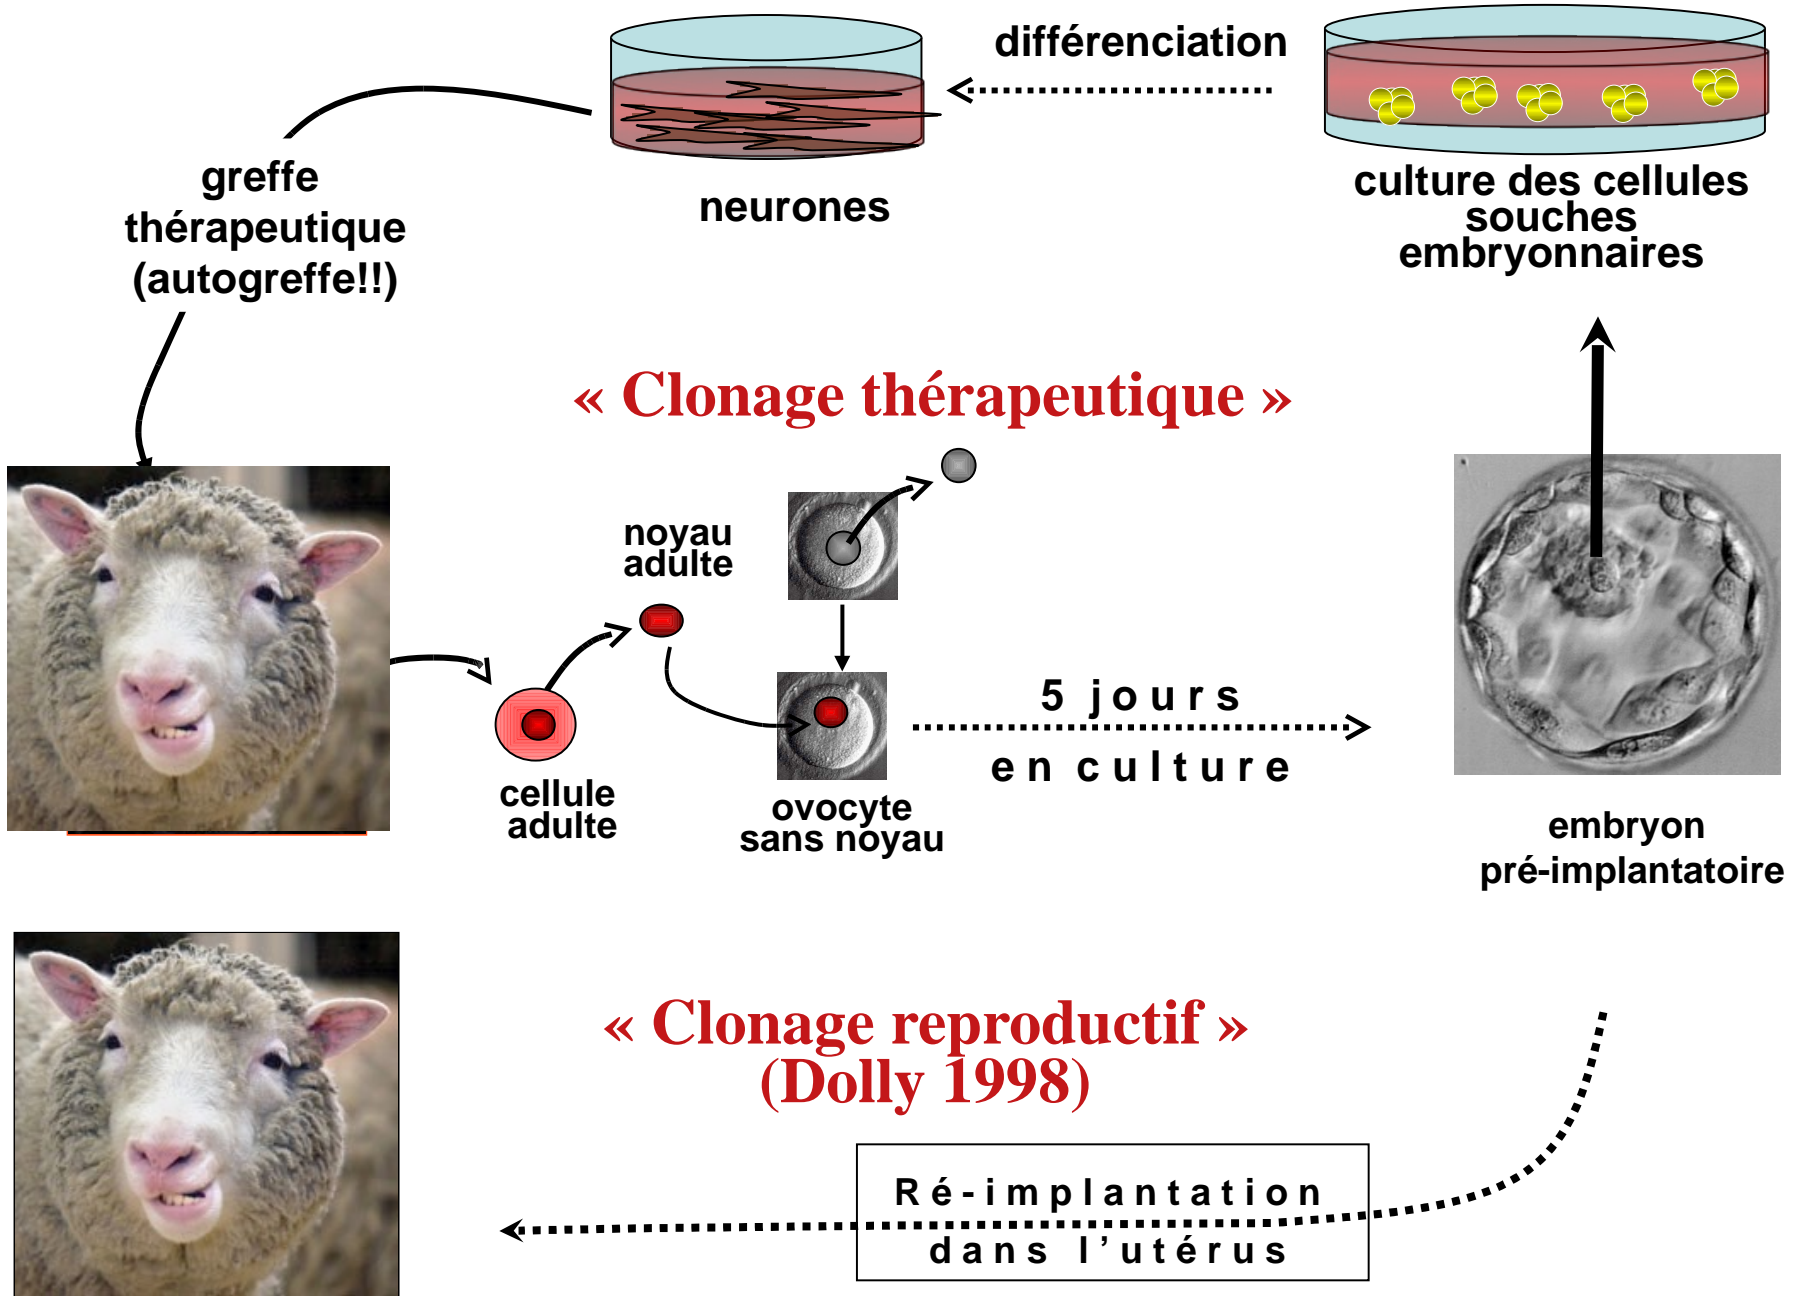 différenciation
culture des cellules
souches
embryonnaires
neurones
greffe
thérapeutique
(autogreffe!!)
« Clonage thérapeutique »
noyau
adulte
cellule
adulte
ovocyte
sans noyau
5 jours
en culture
embryon
pré-implantatoire
« Clonage reproductif »
(Dolly 1998)
Ré-implantation
dans l’utérus